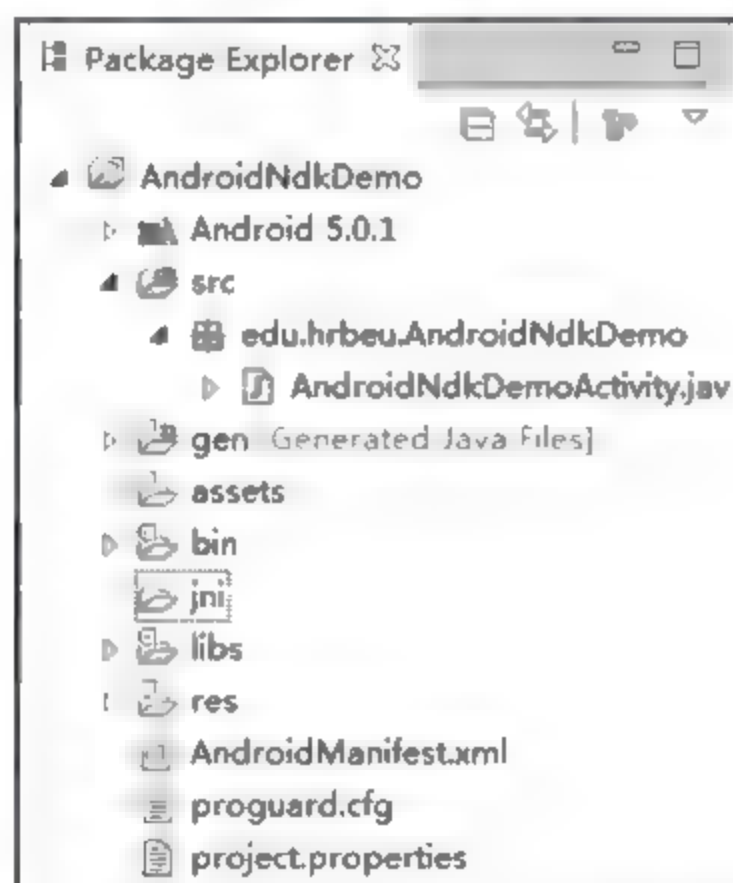 Package Explorer
AndroidNdkDemo
Android 5.0.1
src
edu.hrbeu.AndroidNdkDemo
AndroidNdkDemoActivity.jav
gen Generated Java Files]
assets
bin
jni
libs
res
AndroidManifest.xml
proguard.cfg
project.properties